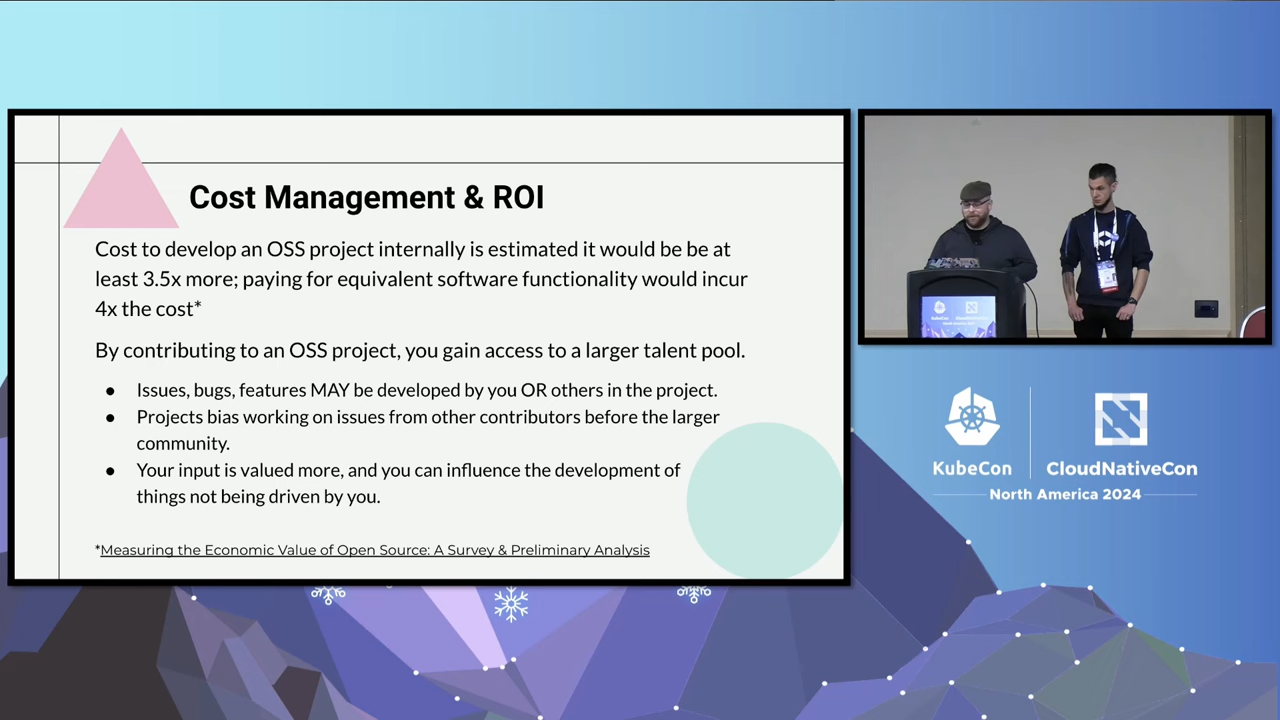 Cost Management & ROI
Cost to develop an OSS project internally is estimated it would be be at
least 3.5x more; paying for equivalent software functionality would incur
4x the cost*
By contributing to an OSS project, you gain access to a larger talent pool.
● Issues, bugs, features MAY be developed by you OR others in the project.
● Projects bias working on issues from other contributors before the larger
community.
● Your input is valued more, and you can influence the development of
things not being driven by you.
*Measuring the Economic Value of Open Source: A Survey & Preliminary Analysis
KubeCon
CloudNativeCon
North America 2024